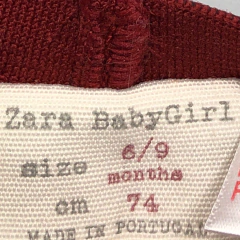 Zara BabyGirl
size 6/9
months
cm 74
MADE IN PORTUGAL